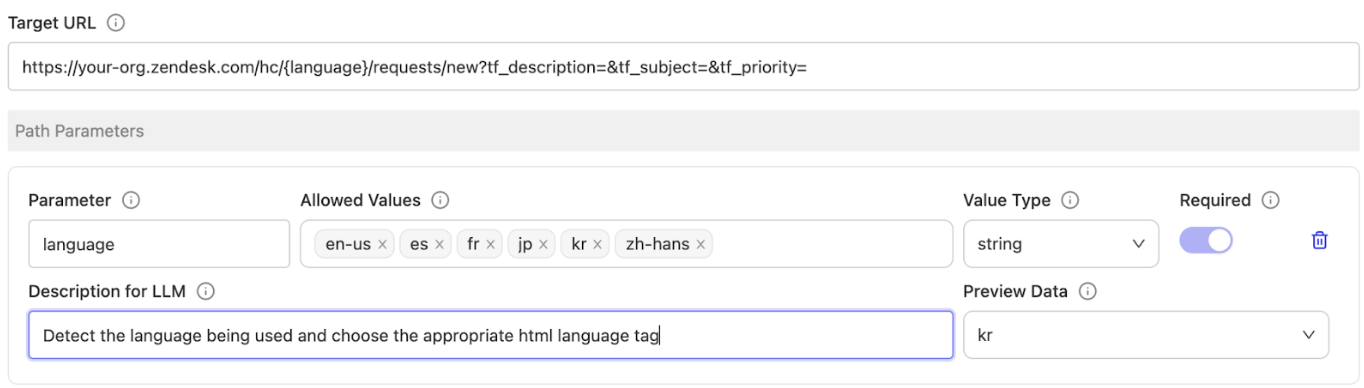 Target URL
https://your-org.zendesk.com/hc/{language}/requests/new?tf_description=&tf_subject=&tf_priority=
Path Parameters
Parameter Allowed Values Value Type Required
language en-us × es × fr × jp × kr × zh-hans × string
Description for LLM Preview Data
Detect the language being used and choose the appropriate html language tag kr